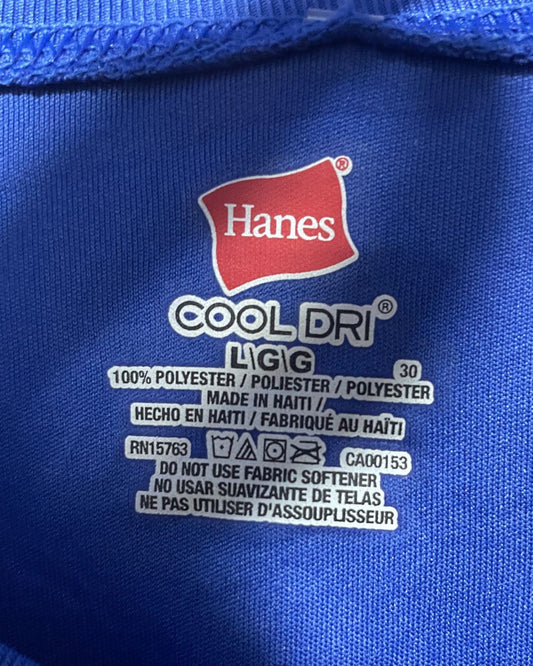 Hanes®
COOL DRI®
L\G\G
30
100% POLYESTER / POLIESTER / POLYESTER
MADE IN HAITI /
HECHO EN HAITI / FABRIQUÉ AU HAÏTI
RN15763 CA00153
DO NOT USE FABRIC SOFTENER
NO USAR SUAVIZANTE DE TELAS
NE PAS UTILISER D'ASSOUPLISSEUR